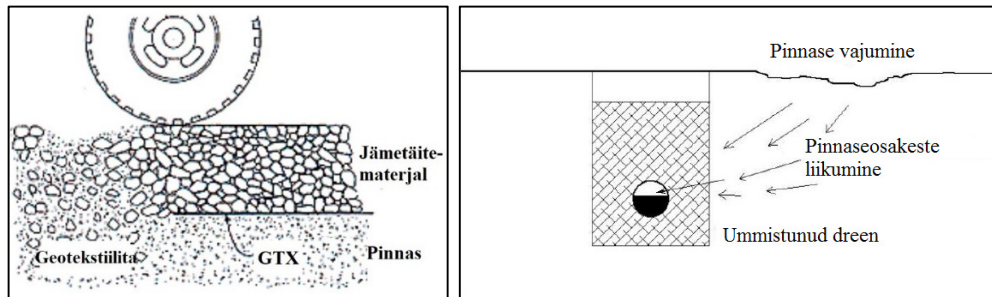 Jämetäite-
materjal
Geotekstiilita
GTX
Pinnas
Pinnase vajumine
Pinnaseosakeste
liikumine
Ummistunud dreen